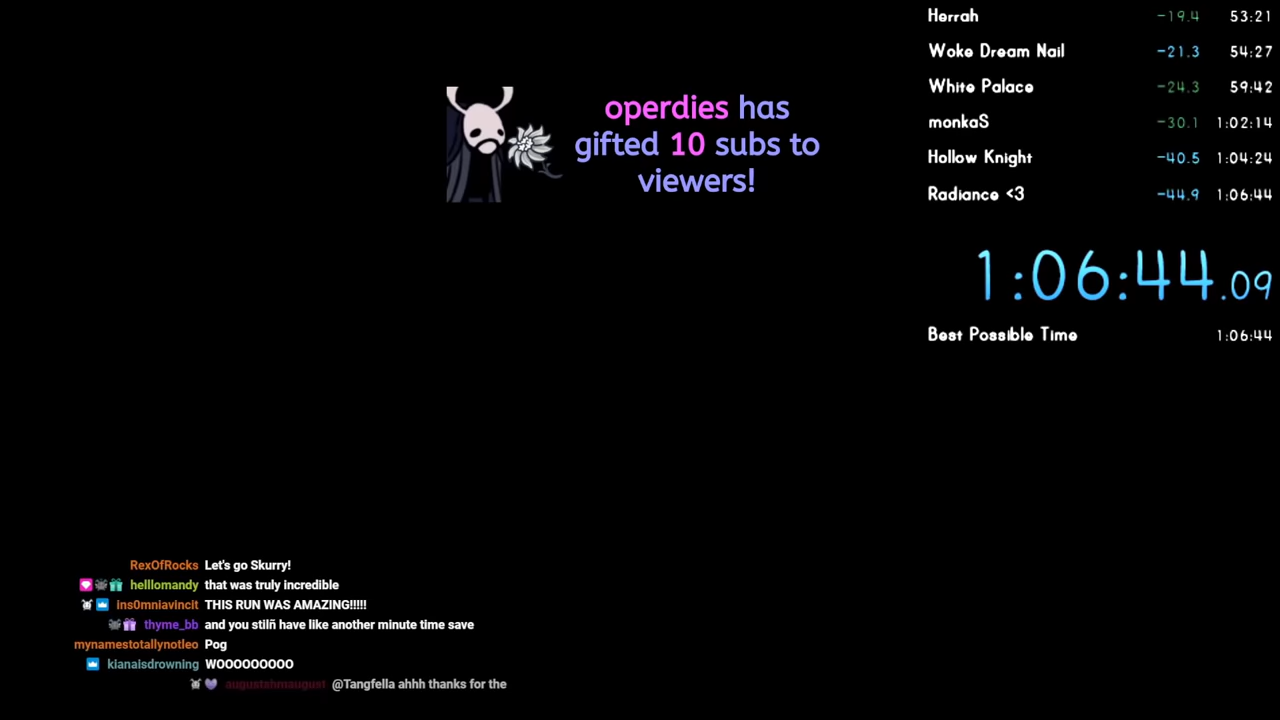 Herrah -19.4 53:21
Woke Dream Nail -21.3 54:27
White Palace -24.3 59:42
monkaS -30.1 1:02:14
Hollow Knight -40.5 1:04:24
Radiance <3 -44.9 1:06:44
operdies has
gifted 10 subs to
viewers!
1:06:44.09
Best Possible Time 1:06:44
RexOfRocks Let's go Skurry!
helllomandy that was truly incredible
ins0mniavincit THIS RUN WAS AMAZING!!!!!
thyme_bb and you stilñ have like another minute time save
mynamestotallynotleo Pog
kianaisdrowning WOOOOOOOOO
augustshmaugust @Tangfella ahhh thanks for the